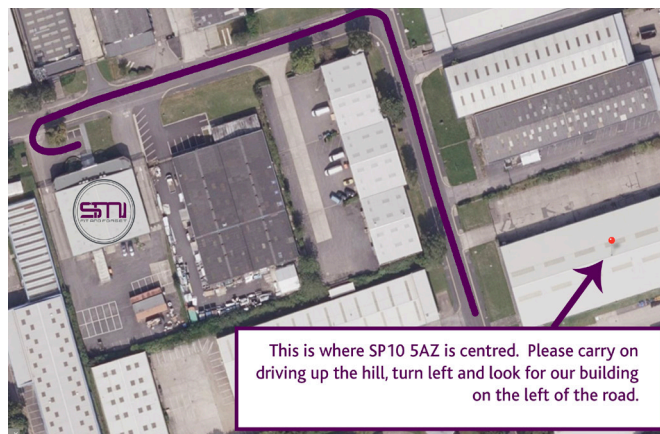 STM
This is where SP10 5AZ is centred. Please carry on
driving up the hill, turn left and look for our building
on the left of the road.